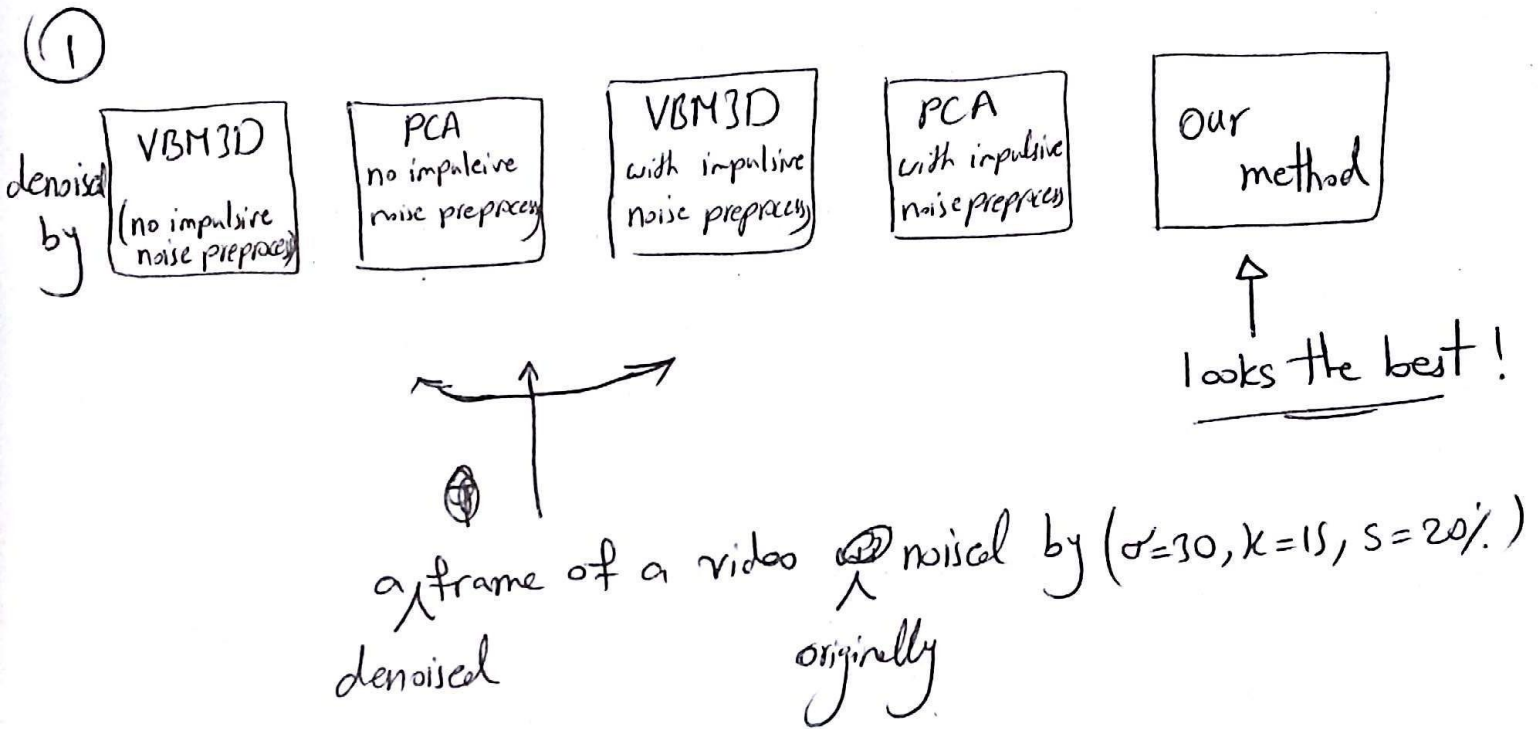 1
denoised by
VBM3D
(no impulsive
noise preprocess)
PCA
no impulsive
noise preprocess
VBM3D
with impulsive
noise preprocess
PCA
with impulsive
noise preprocess
our
method
looks the best!
a denoised frame of a video originally noised by (σ=30, K=15, S=20%)